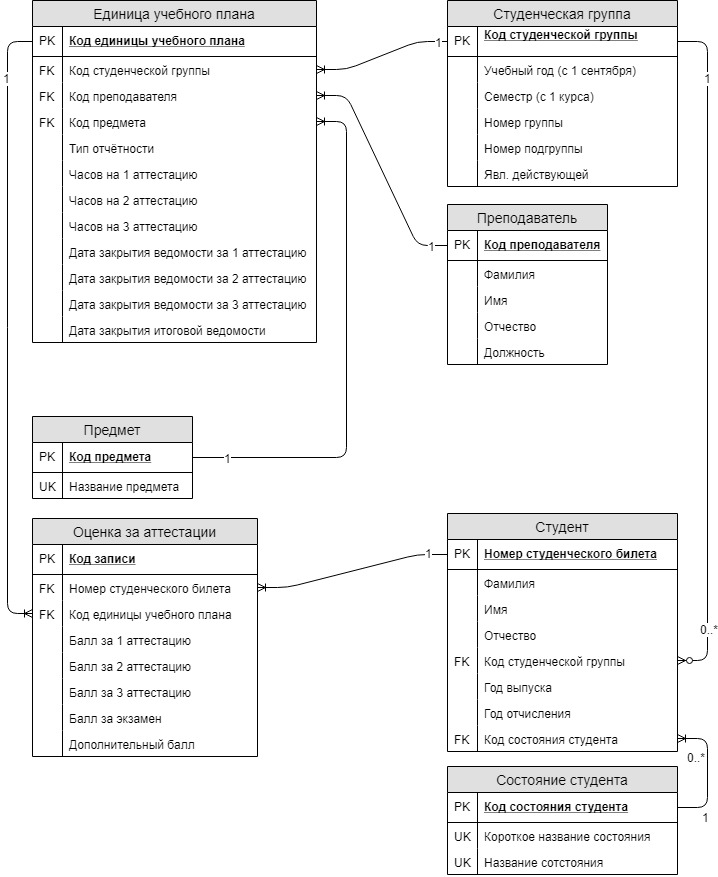 Единица учебного плана
PK Код единицы учебного плана
FK Код студенческой группы
FK Код преподавателя
FK Код предмета
Тип отчётности
Часов на 1 аттестацию
Часов на 2 аттестацию
Часов на 3 аттестацию
Дата закрытия ведомости за 1 аттестацию
Дата закрытия ведомости за 2 аттестацию
Дата закрытия ведомости за 3 аттестацию
Дата закрытия итоговой ведомости
1
1
Студенческая группа
PK Код студенческой группы
Учебный год (с 1 сентября)
Семестр (с 1 курса)
Номер группы
Номер подгруппы
Явл. действующей
1
Преподаватель
1
PK Код преподавателя
Фамилия
Имя
Отчество
Должность
Предмет
PK Код предмета
1
UK Название предмета
Оценка за аттестации
PK Код записи
FK Номер студенческого билета
FK Код единицы учебного плана
Балл за 1 аттестацию
Балл за 2 аттестацию
Балл за 3 аттестацию
Балл за экзамен
Дополнительный балл
1
Студент
PK Номер студенческого билета
Фамилия
Имя
Отчество
0..*
FK Код студенческой группы
Год выпуска
Год отчисления
FK Код состояния студента
0..*
Состояние студента
PK Код состояния студента
1
UK Короткое название состояния
UK Название сотстояния